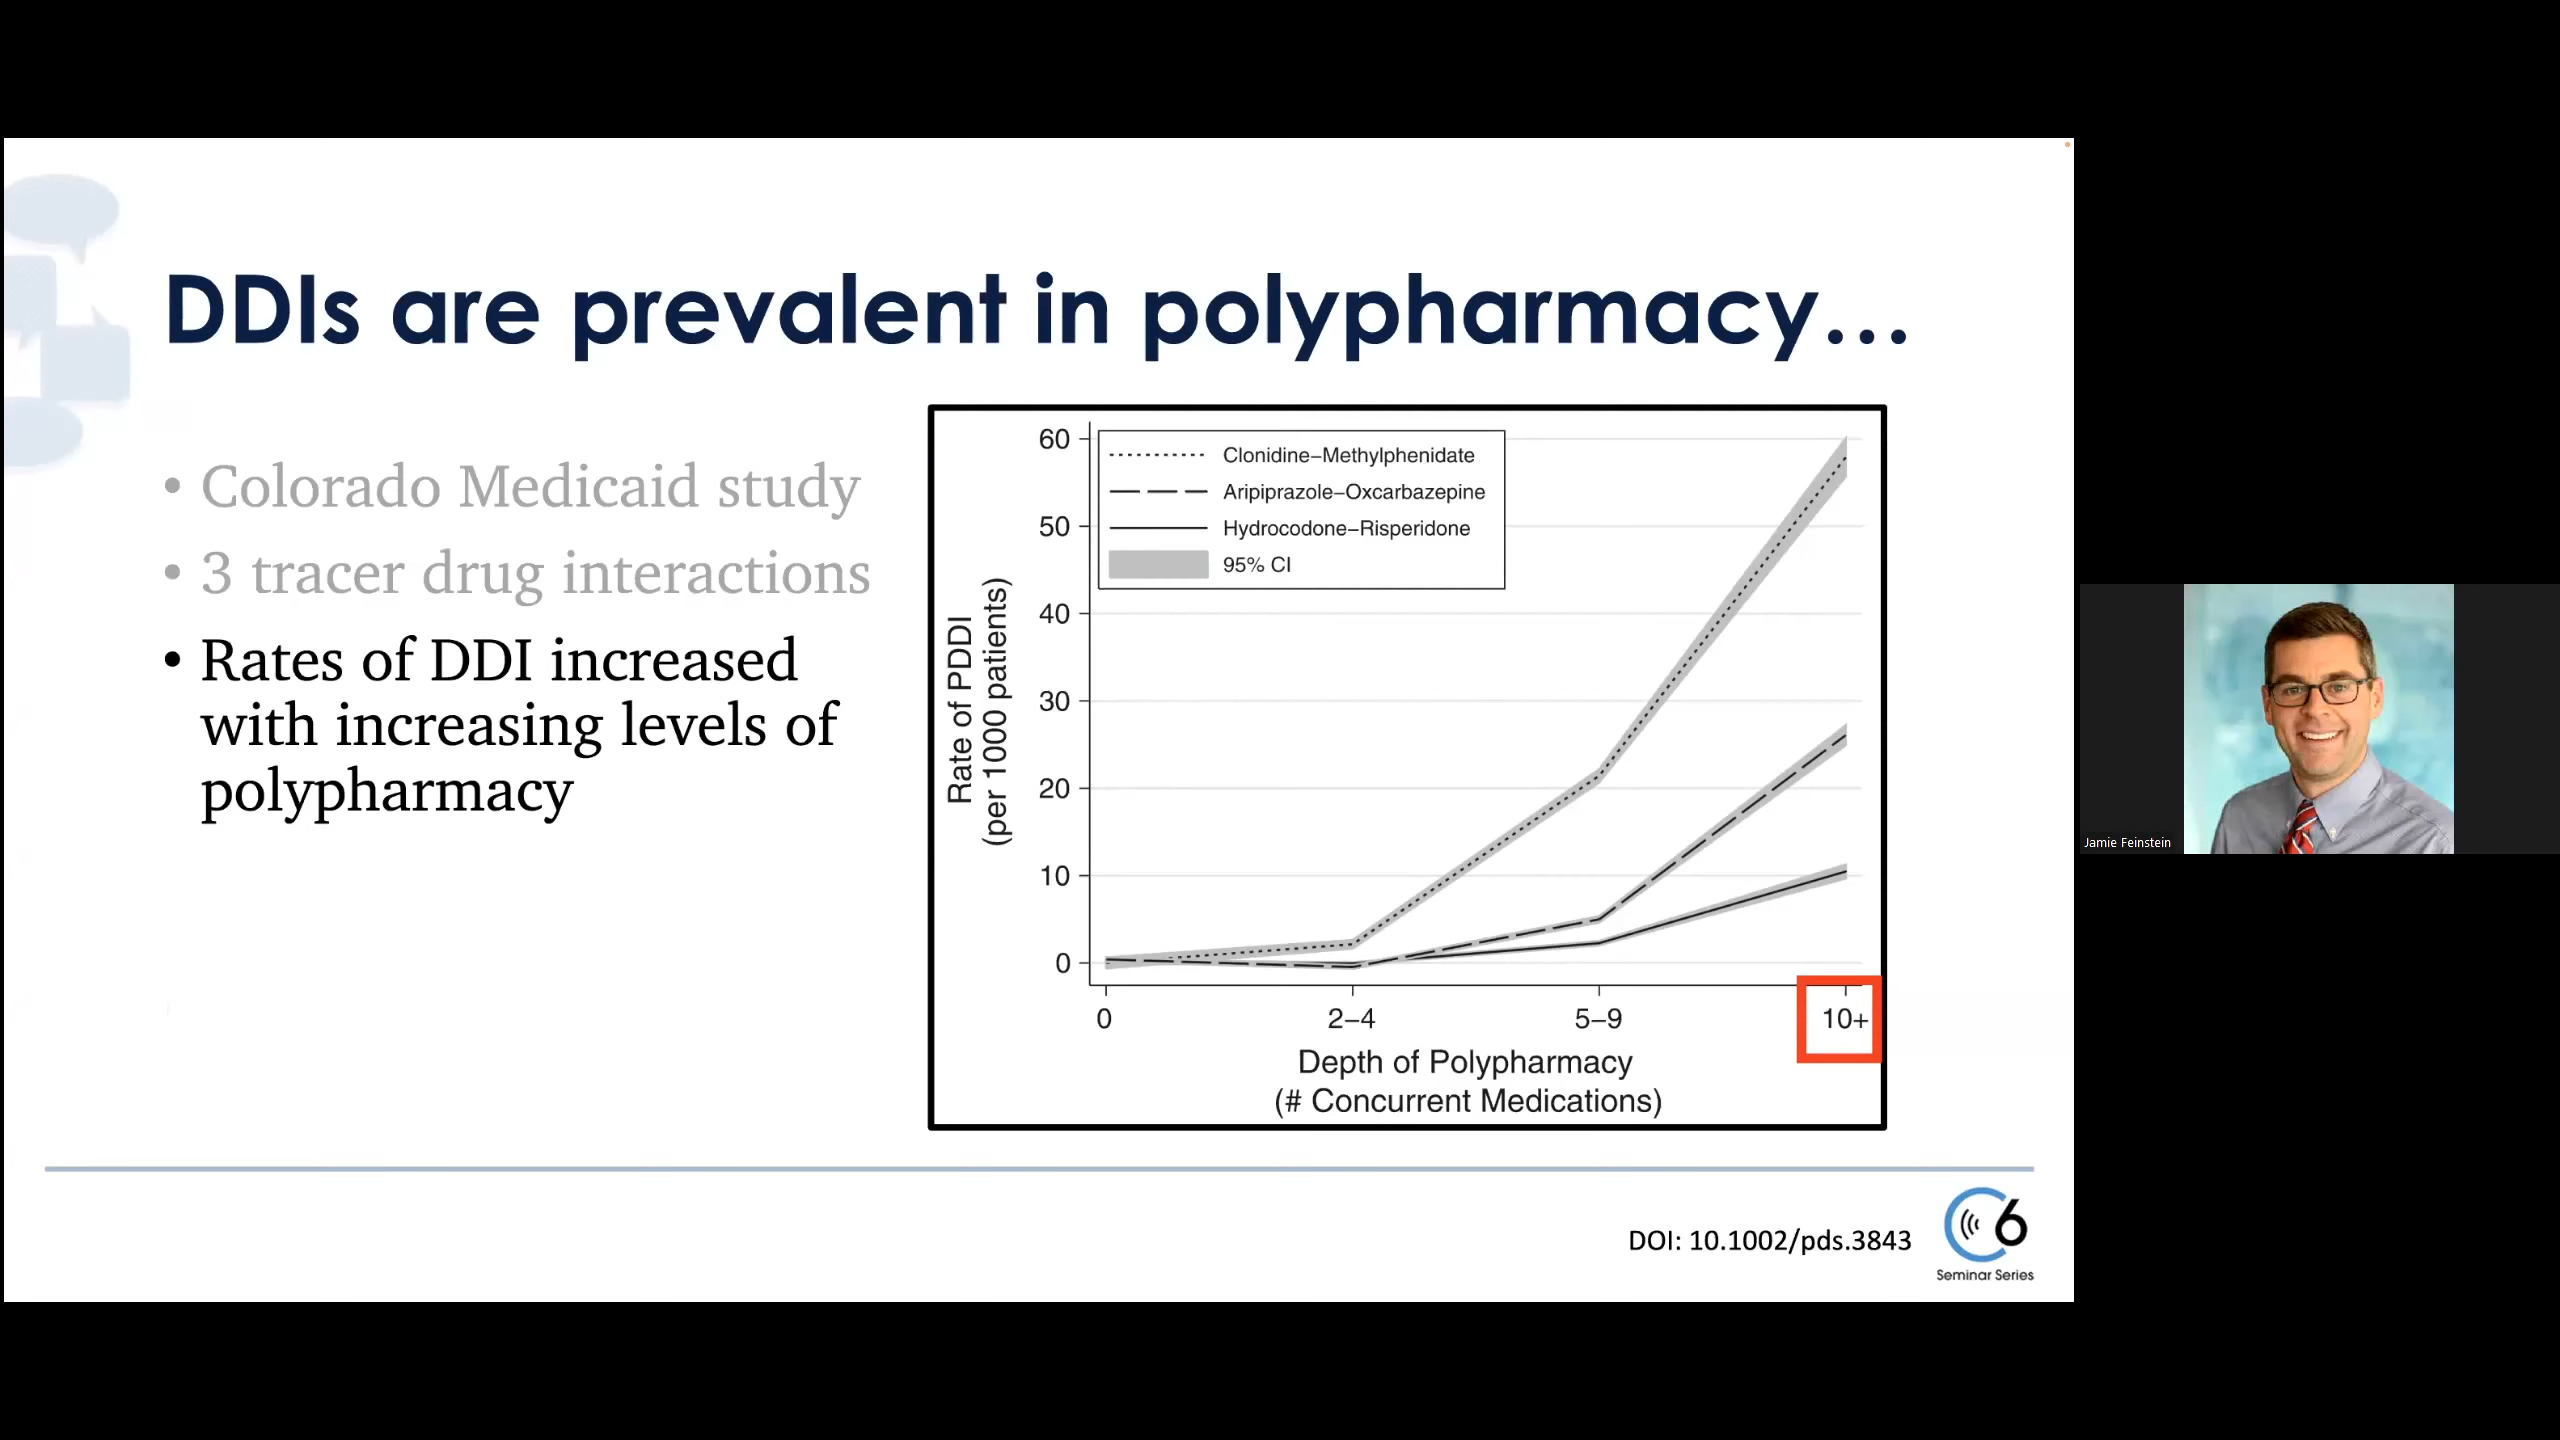 DDIs are prevalent in polypharmacy...
• Colorado Medicaid study
• 3 tracer drug interactions
• Rates of DDI increased
with increasing levels of
polypharmacy
Clonidine–Methylphenidate
Aripiprazole–Oxcarbazepine
Hydrocodone–Risperidone
95% CI
Rate of PDDI
(per 1000 patients)
60
50
40
30
20
10
0
0 2–4 5–9 10+
Depth of Polypharmacy
(# Concurrent Medications)
DOI: 10.1002/pds.3843
C6
Seminar Series
Jamie Feinstein